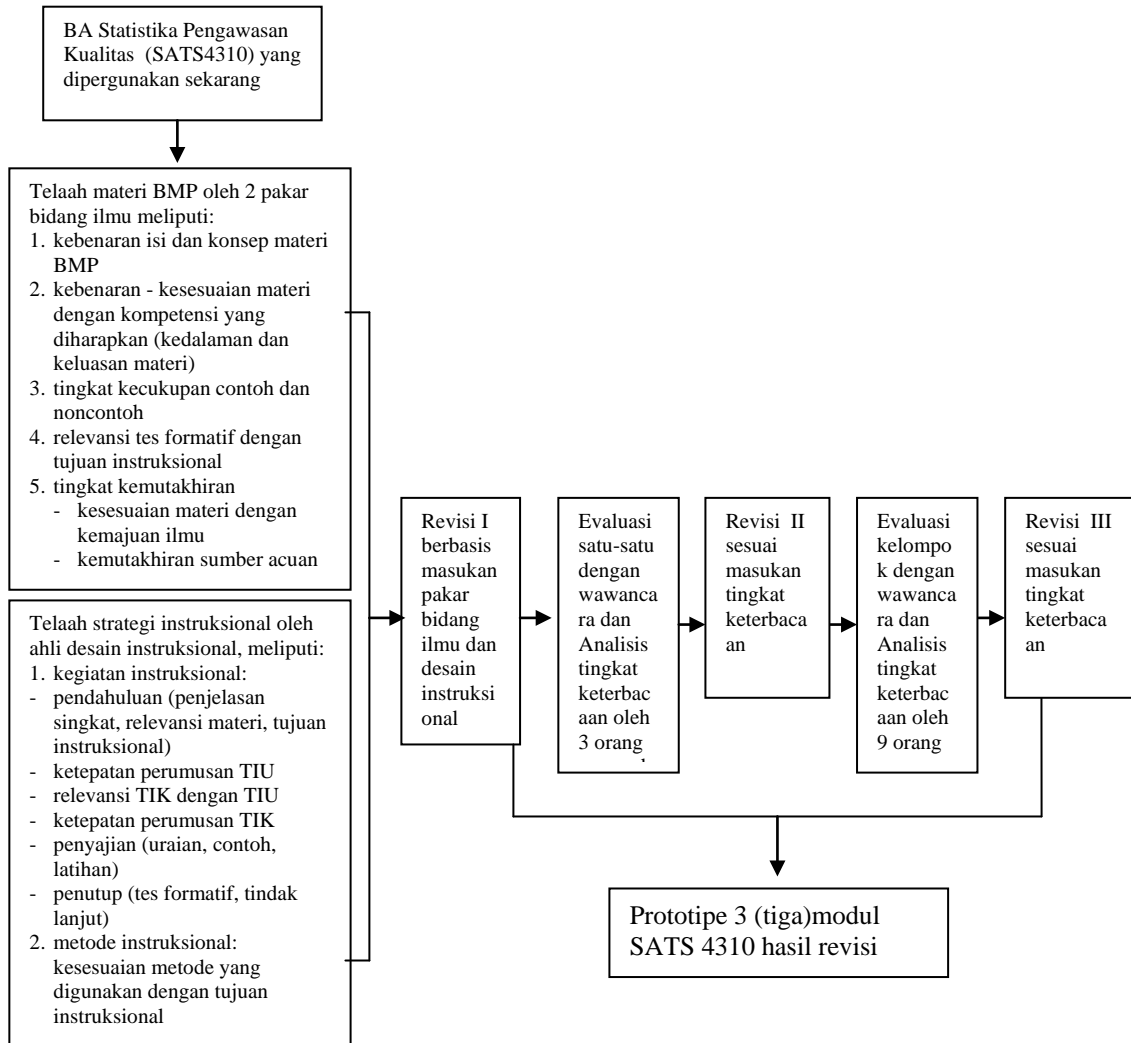 BA Statistika Pengawasan
Kualitas (SATS4310) yang
dipergunakan sekarang
Telaah materi BMP oleh 2 pakar
bidang ilmu meliputi:
1. kebenaran isi dan konsep materi
BMP
2. kebenaran - kesesuaian materi
dengan kompetensi yang
diharapkan (kedalaman dan
keluasan materi)
3. tingkat kecukupan contoh dan
noncontoh
4. relevansi tes formatif dengan
tujuan instruksional
5. tingkat kemutakhiran
- kesesuaian materi dengan
kemajuan ilmu
- kemutakhiran sumber acuan
Telaah strategi instruksional oleh
ahli desain instruksional, meliputi:
1. kegiatan instruksional:
- pendahuluan (penjelasan
singkat, relevansi materi, tujuan
instruksional)
- ketepatan perumusan TIU
- relevansi TIK dengan TIU
- ketepatan perumusan TIK
- penyajian (uraian, contoh,
latihan)
- penutup (tes formatif, tindak
lanjut)
2. metode instruksional:
kesesuaian metode yang
digunakan dengan tujuan
instruksional
Revisi I
berbasis
masukan
pakar
bidang
ilmu dan
desain
instruksi
onal
Evaluasi
satu-satu
dengan
wawanca
ra dan
Analisis
tingkat
keterbac
aan oleh
3 orang
Revisi II
sesuai
masukan
tingkat
keterbaca
an
Evaluasi
kelompo
k dengan
wawanca
ra dan
Analisis
tingkat
keterbac
aan oleh
9 orang
Revisi III
sesuai
masukan
tingkat
keterbaca
an
Prototipe 3 (tiga)modul
SATS 4310 hasil revisi